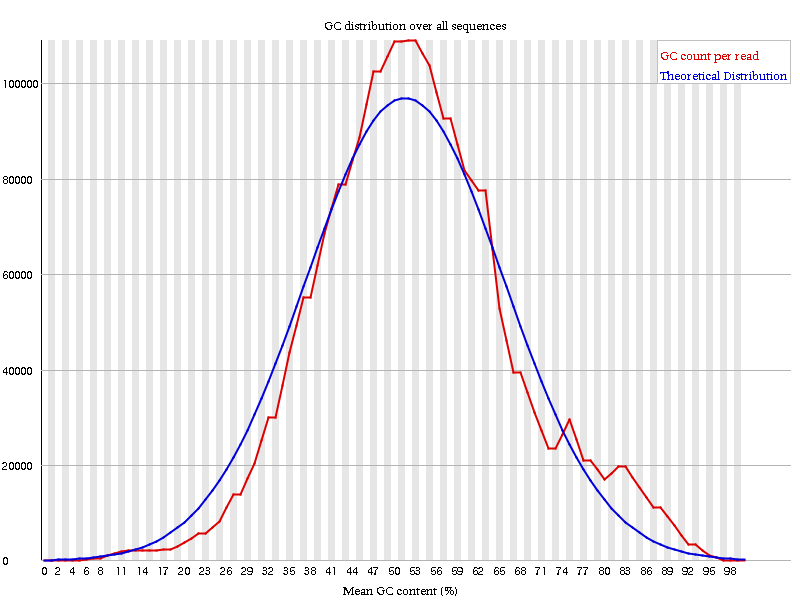 GC distribution over all sequences
GC count per read
Theoretical Distribution
100000
80000
60000
40000
20000
0
0 2 4 6 8 11 14 17 20 23 26 29 32 35 38 41 44 47 50 53 56 59 62 65 68 71 74 77 80 83 86 89 92 95 98
Mean GC content (%)